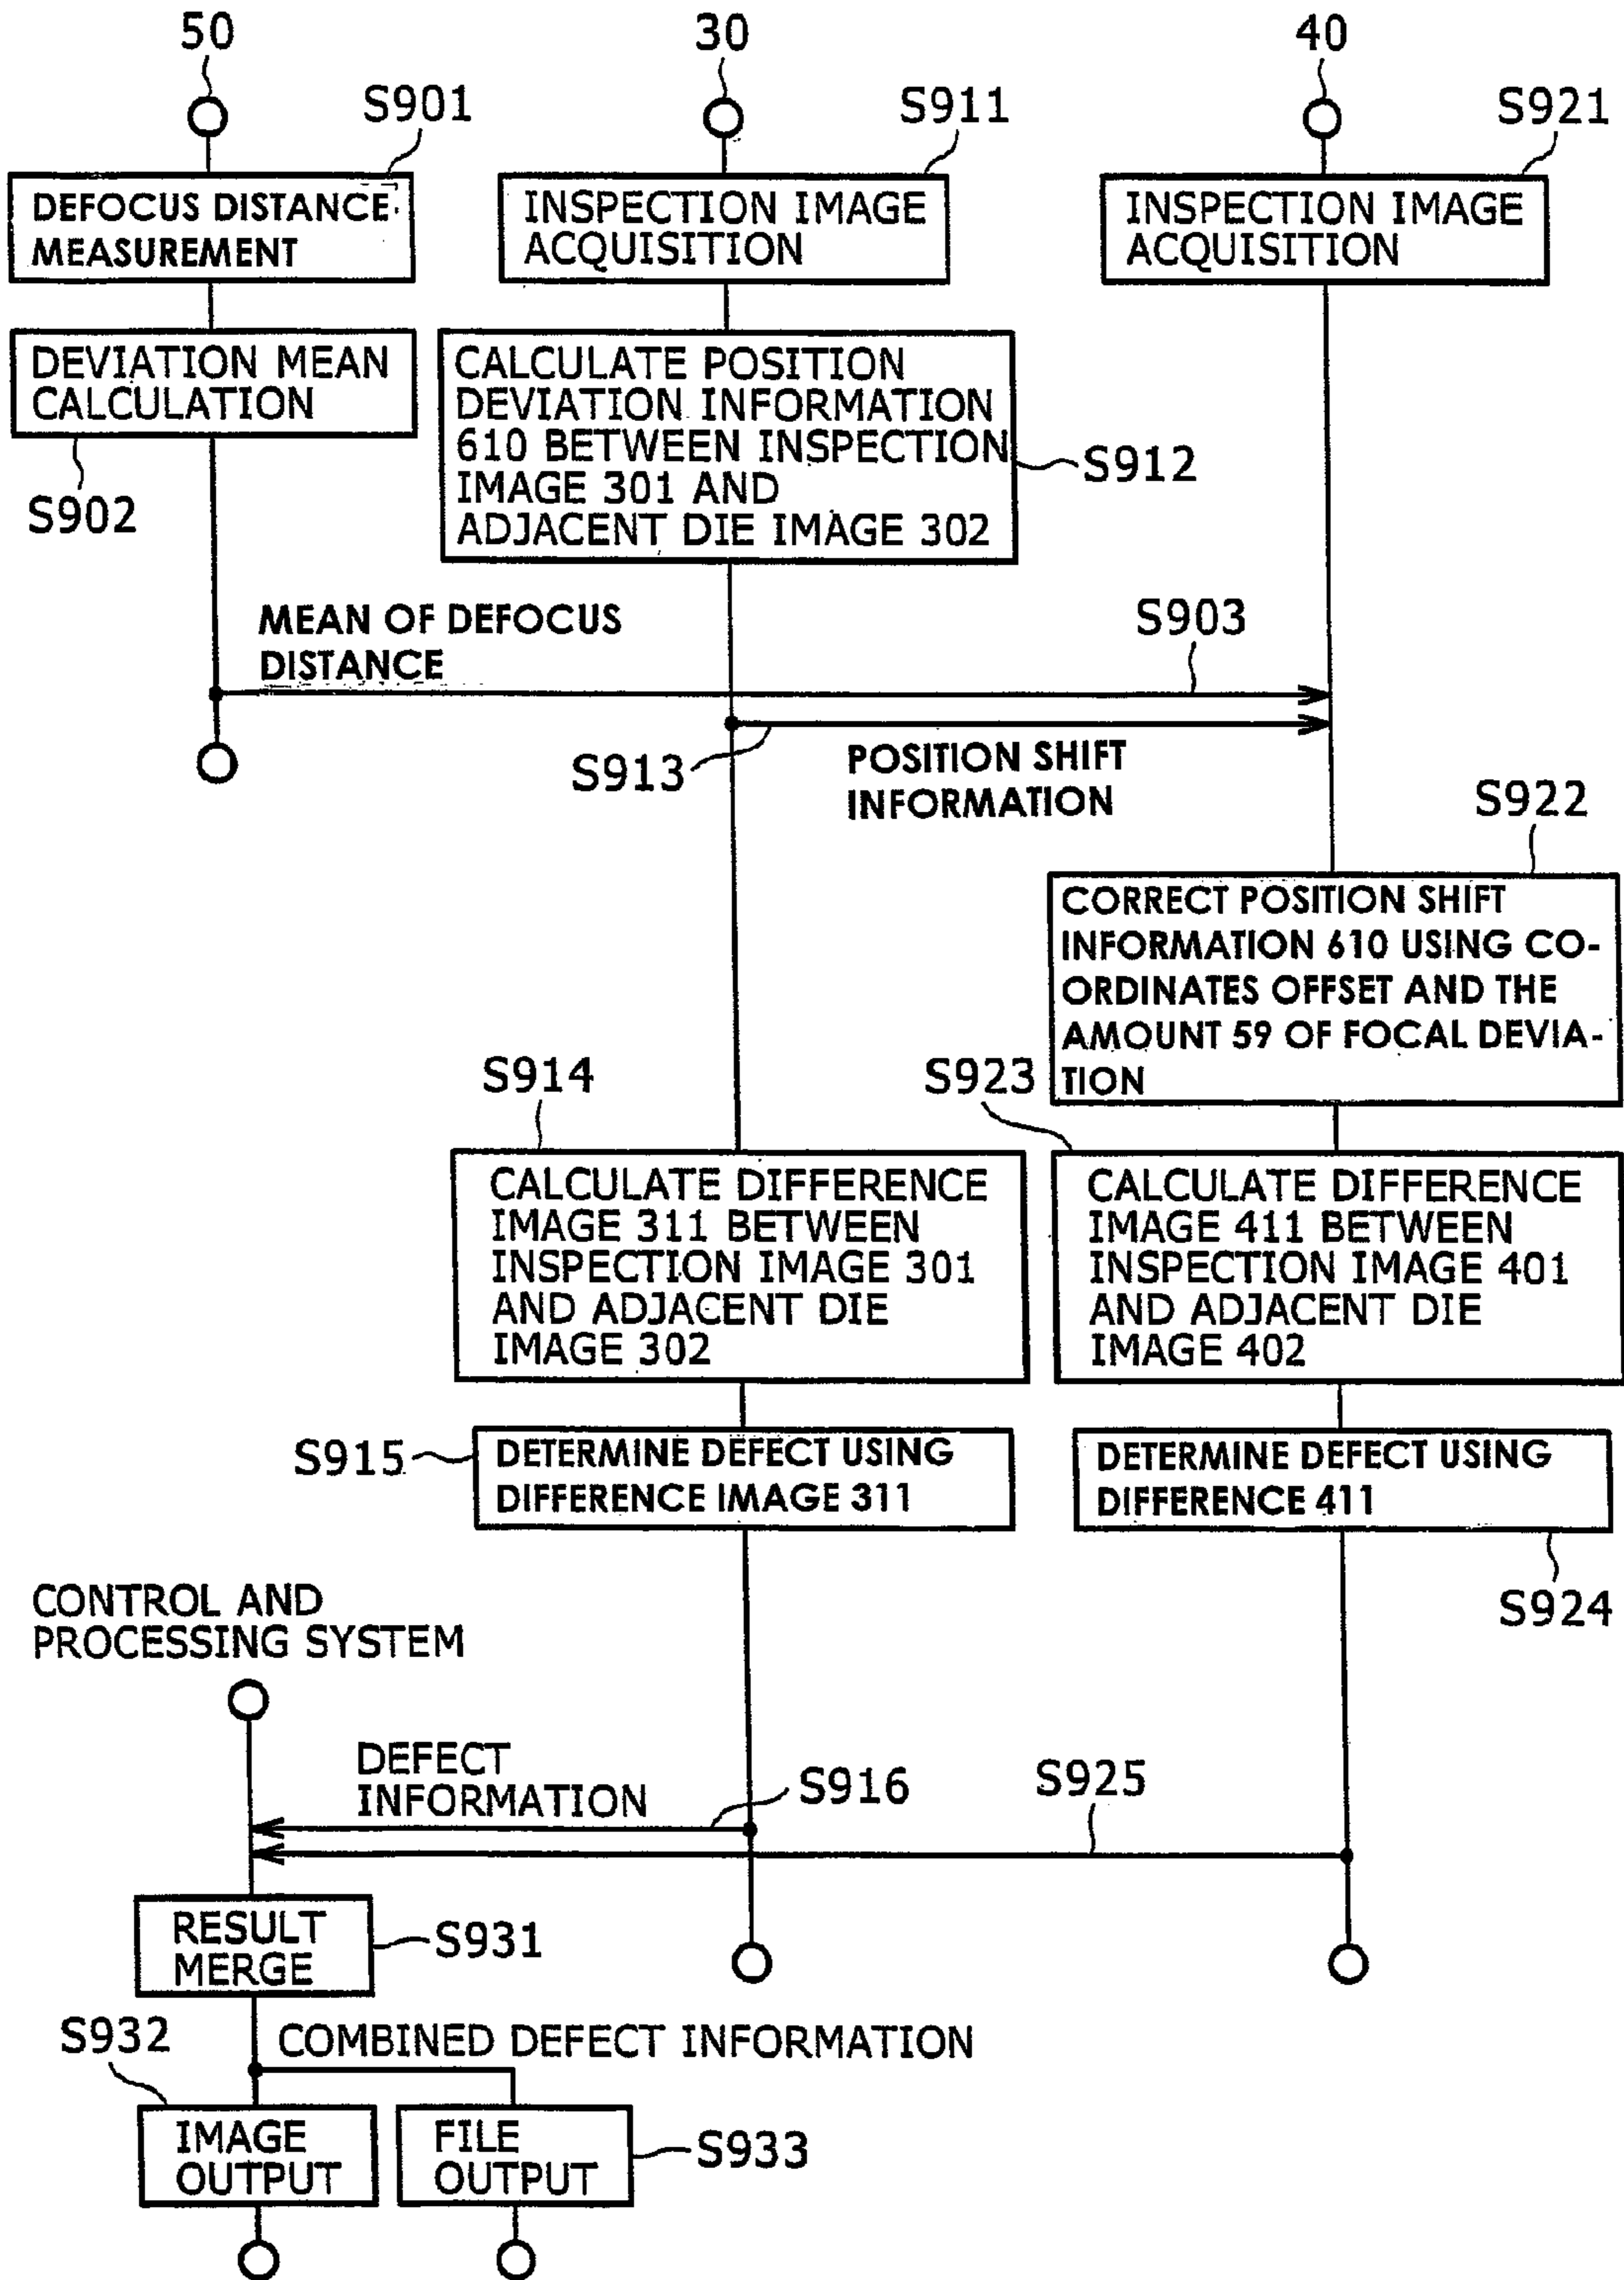 50
30
40
S901
S911
S921
DEFOCUS DISTANCE
MEASUREMENT
INSPECTION IMAGE
ACQUISITION
INSPECTION IMAGE
ACQUISITION
DEVIATION MEAN
CALCULATION
S902
CALCULATE POSITION
DEVIATION INFORMATION
610 BETWEEN INSPECTION
IMAGE 301 AND
ADJACENT DIE IMAGE 302
S912
MEAN OF DEFOCUS
DISTANCE
S903
S913
POSITION SHIFT
INFORMATION
S922
CORRECT POSITION SHIFT
INFORMATION 610 USING CO-
ORDINATES OFFSET AND THE
AMOUNT 59 OF FOCAL DEVIA-
TION
S914
S923
CALCULATE DIFFERENCE
IMAGE 311 BETWEEN
INSPECTION IMAGE 301
AND ADJACENT DIE
IMAGE 302
CALCULATE DIFFERENCE
IMAGE 411 BETWEEN
INSPECTION IMAGE 401
AND ADJACENT DIE
IMAGE 402
S915
DETERMINE DEFECT USING
DIFFERENCE IMAGE 311
DETERMINE DEFECT USING
DIFFERENCE 411
S924
CONTROL AND
PROCESSING SYSTEM
DEFECT
INFORMATION
S916
S925
RESULT
MERGE
S931
S932
COMBINED DEFECT INFORMATION
IMAGE
OUTPUT
FILE
OUTPUT
S933